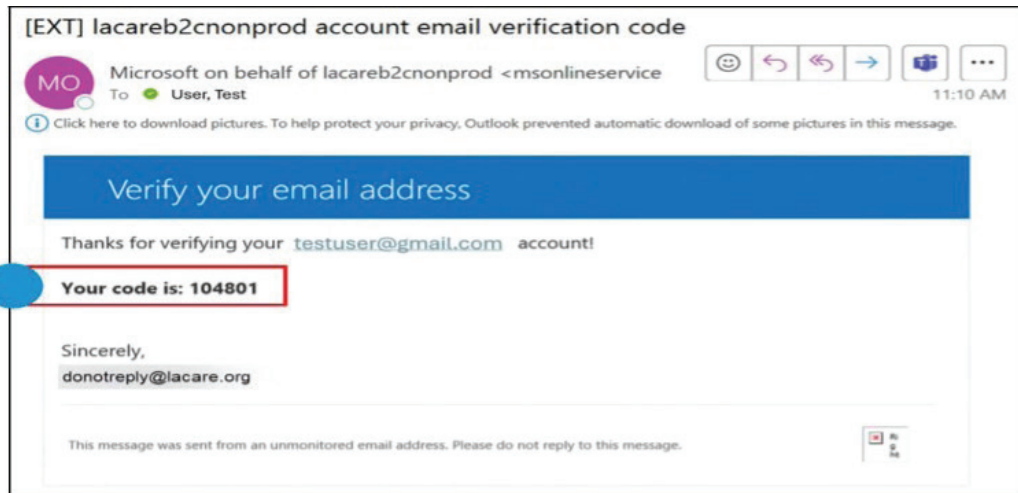 [EXT] lacareb2cnonprod account email verification code
MO
Microsoft on behalf of lacareb2cnonprod <msonlineservice
To User, Test
11:10 AM
Click here to download pictures. To help protect your privacy, Outlook prevented automatic download of some pictures in this message.
Verify your email address
Thanks for verifying your testuser@gmail.com account!
Your code is: 104801
Sincerely,
donotreply@lacare.org
This message was sent from an unmonitored email address. Please do not reply to this message.